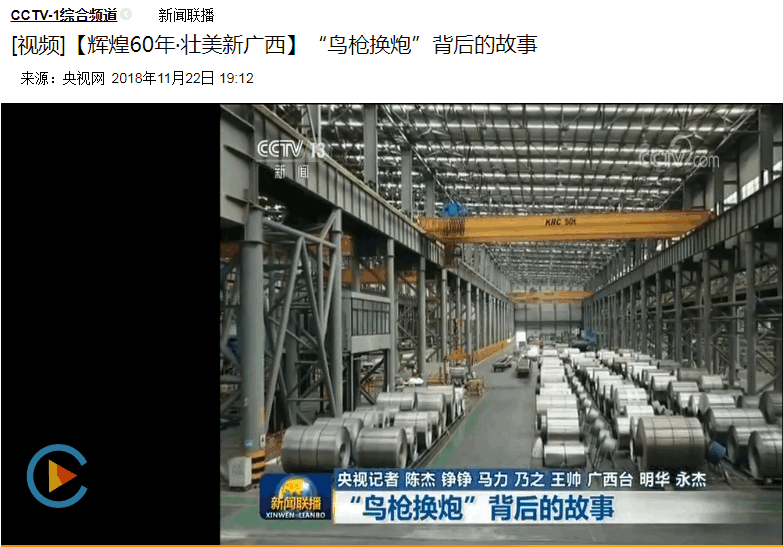 CCTV-1综合频道 新闻联播
[视频]【辉煌60年·壮美新广西】“鸟枪换炮”背后的故事
来源：央视网 2018年11月22日 19:12
CCTV 13
新闻
CCTV.com
KRC 50t
央视记者 陈杰 铮铮 马力 乃之 王帅 广西台 明华 永杰
新闻联播
XINWEN LIANBO
“鸟枪换炮”背后的故事